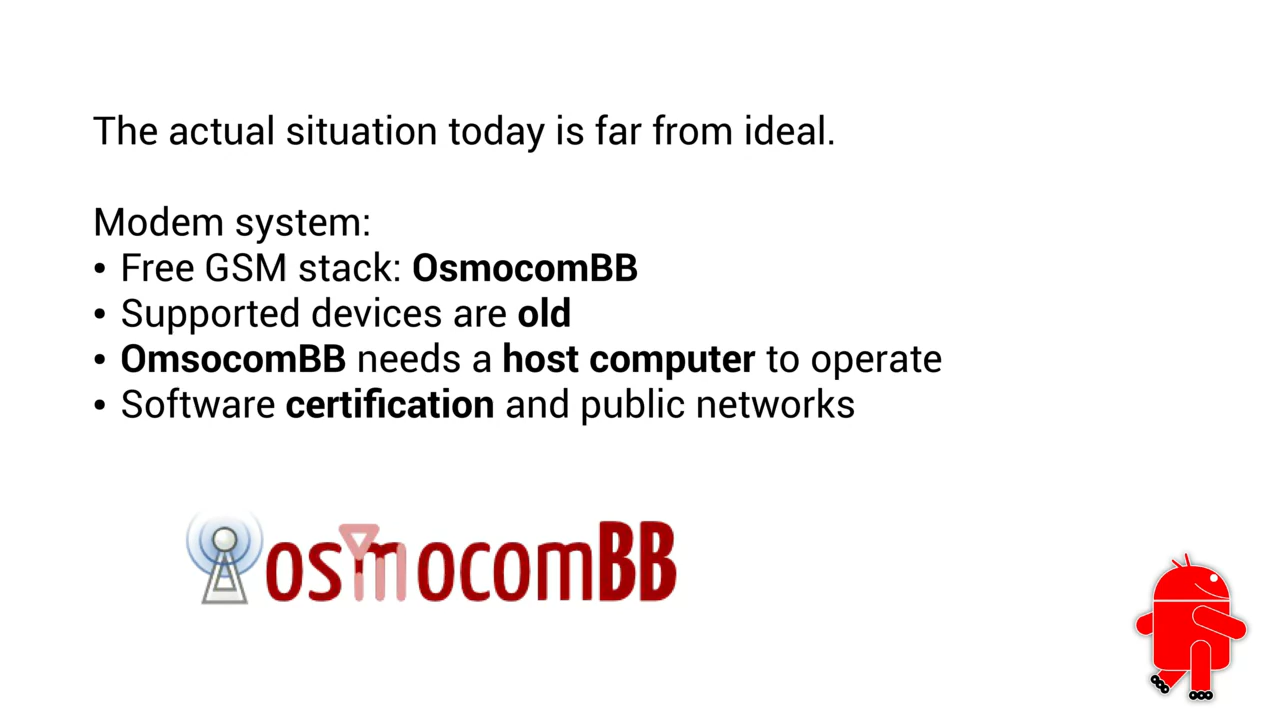 The actual situation today is far from ideal.
Modem system:
• Free GSM stack: OsmocomBB
• Supported devices are old
• OmsocomBB needs a host computer to operate
• Software certification and public networks
osmocomBB